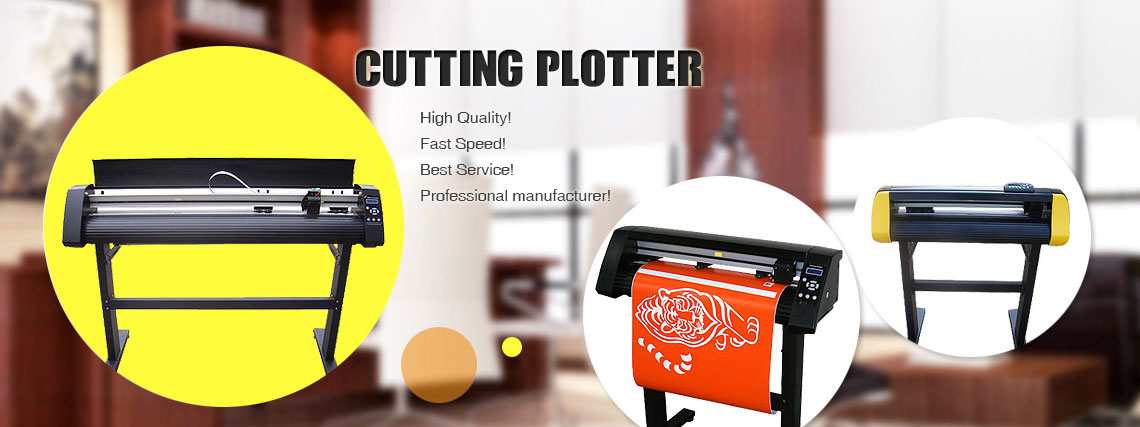 CUTTING PLOTTER
High Quality!
Fast Speed!
Best Service!
Professional manufacturer!